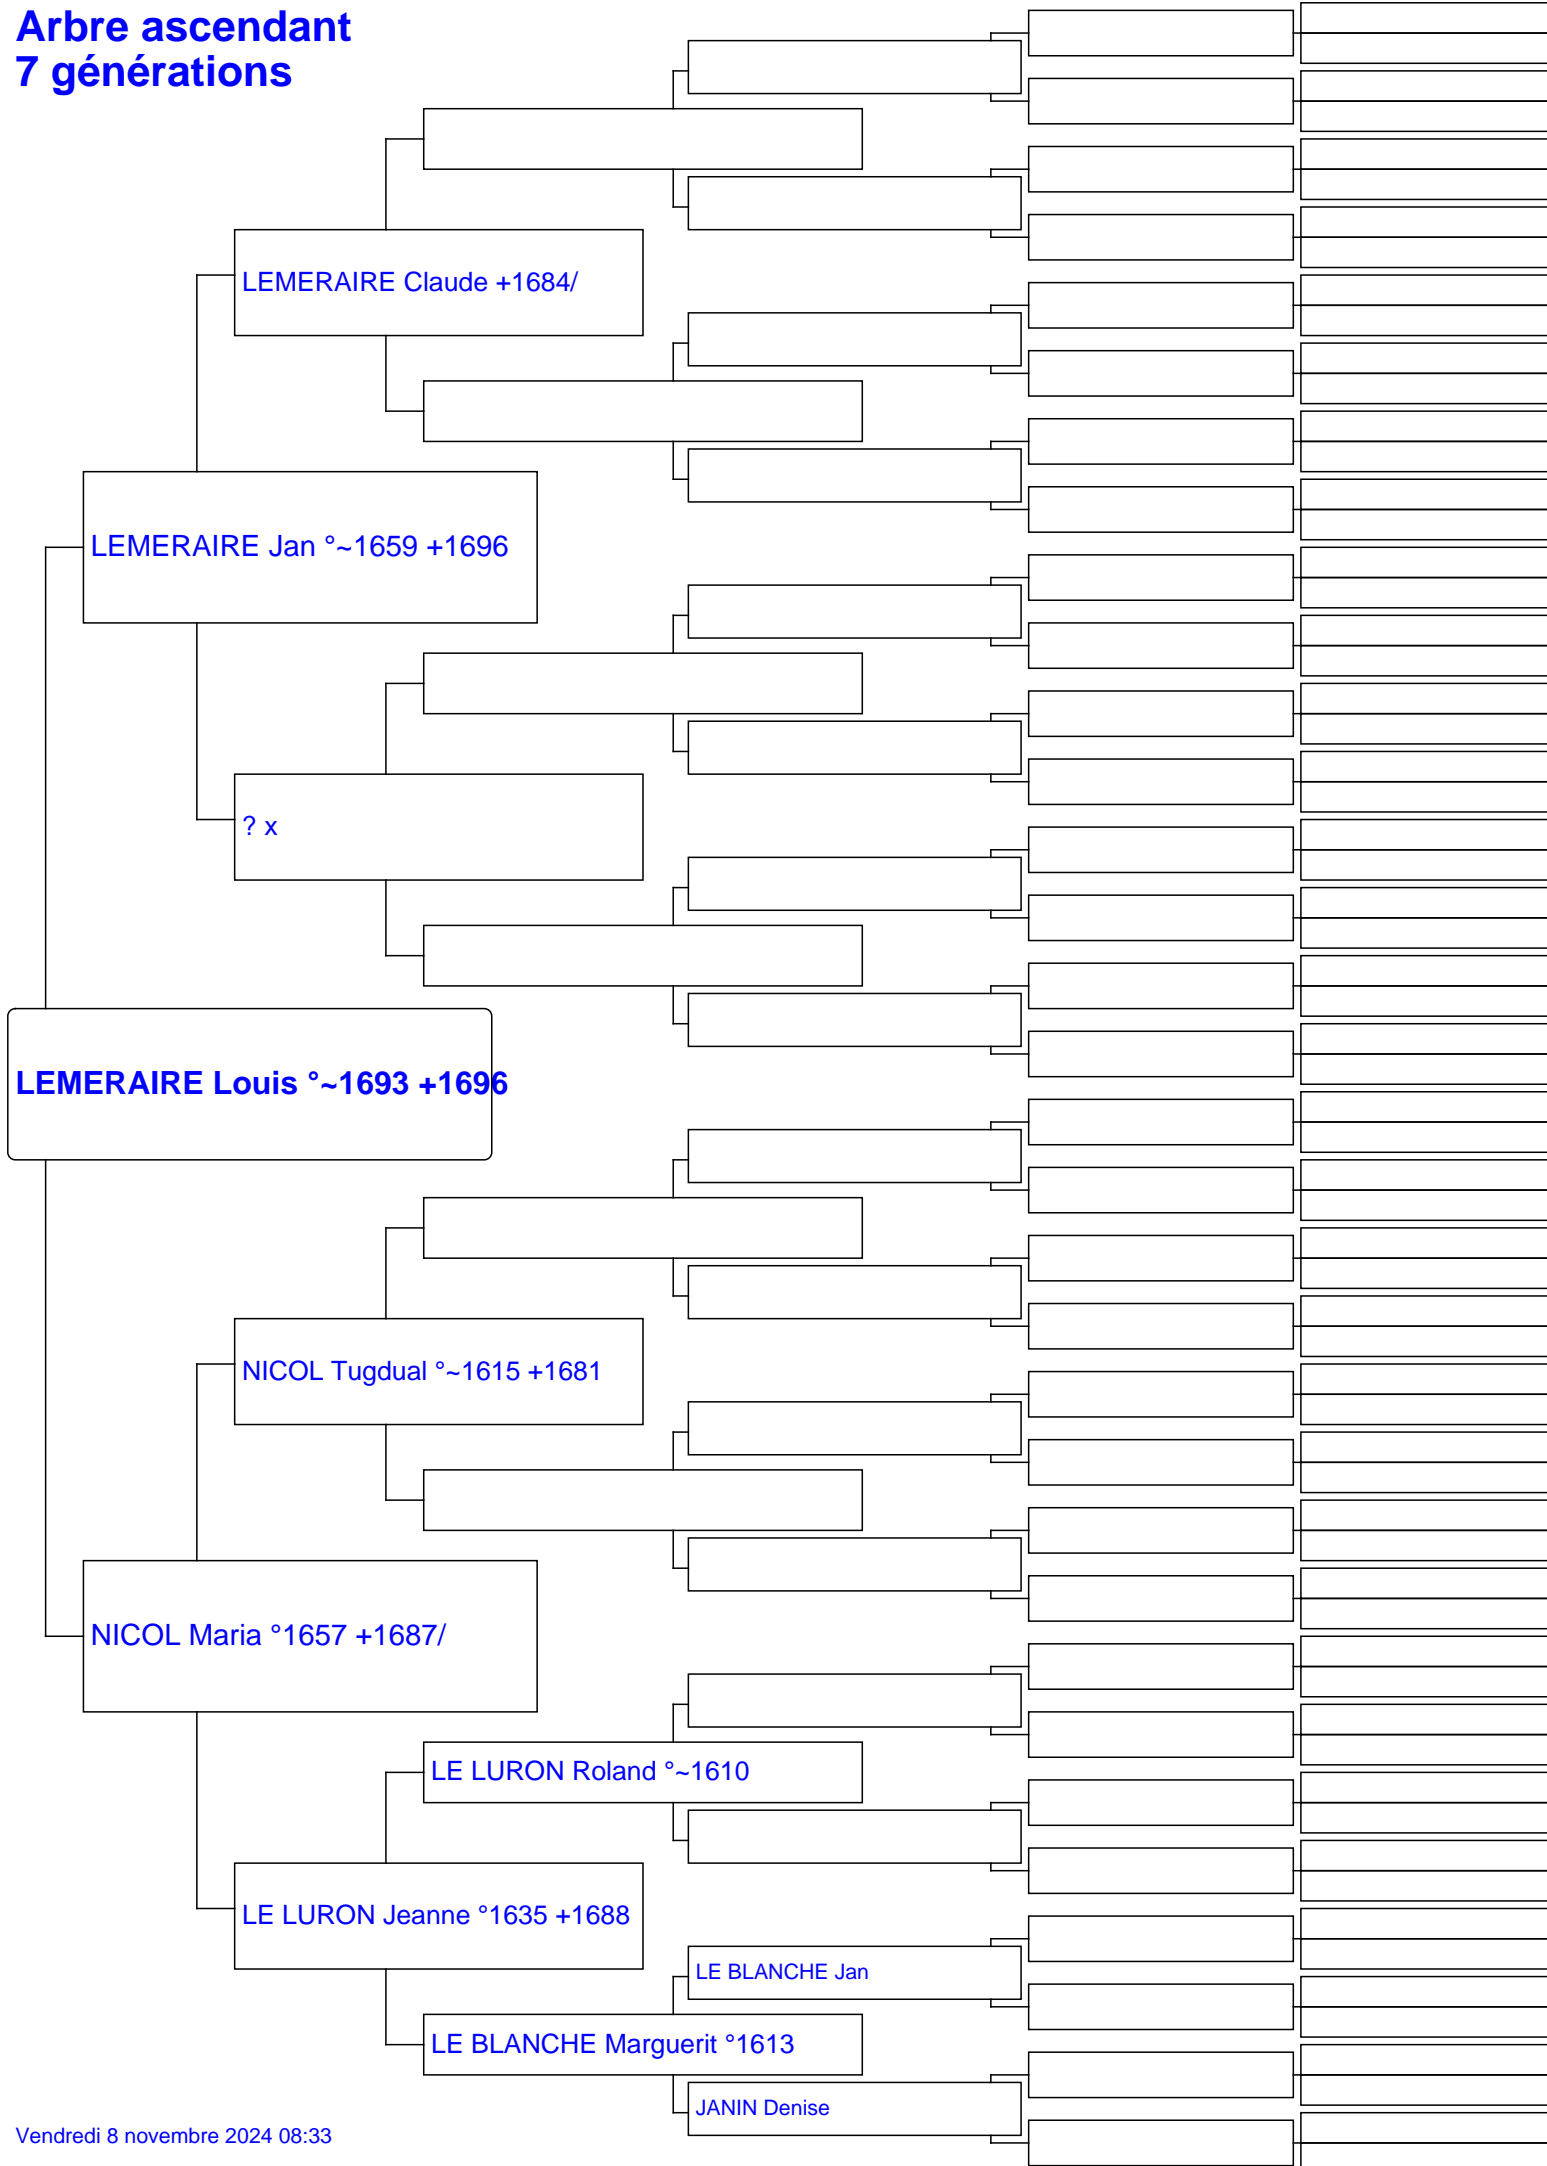 Arbre ascendant
7 générations
LEMERAIRE Claude +1684/
LEMERAIRE Jan °~1659 +1696
? x
LEMERAIRE Louis °~1693 +1696
NICOL Tugdual °~1615 +1681
NICOL Maria °1657 +1687/
LE LURON Roland °~1610
LE LURON Jeanne °1635 +1688
LE BLANCHE Jan
LE BLANCHE Marguerit °1613
JANIN Denise
Vendredi 8 novembre 2024 08:33